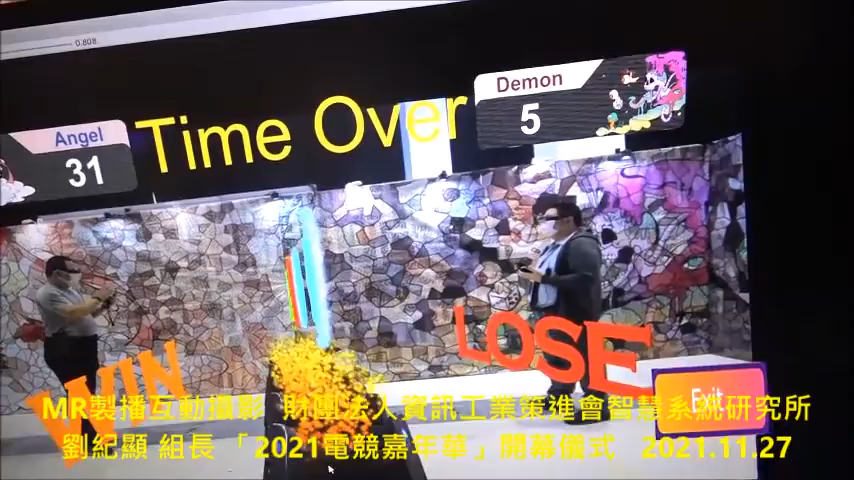 0.808
Demon
5
Time Over
Angel
31
WIN
LOSE
Exit
MR製播互動攝影 財團法人資訊工業策進會智慧系統研究所
劉紀顯 組長 「2021電競嘉年華」開幕儀式 2021.11.27